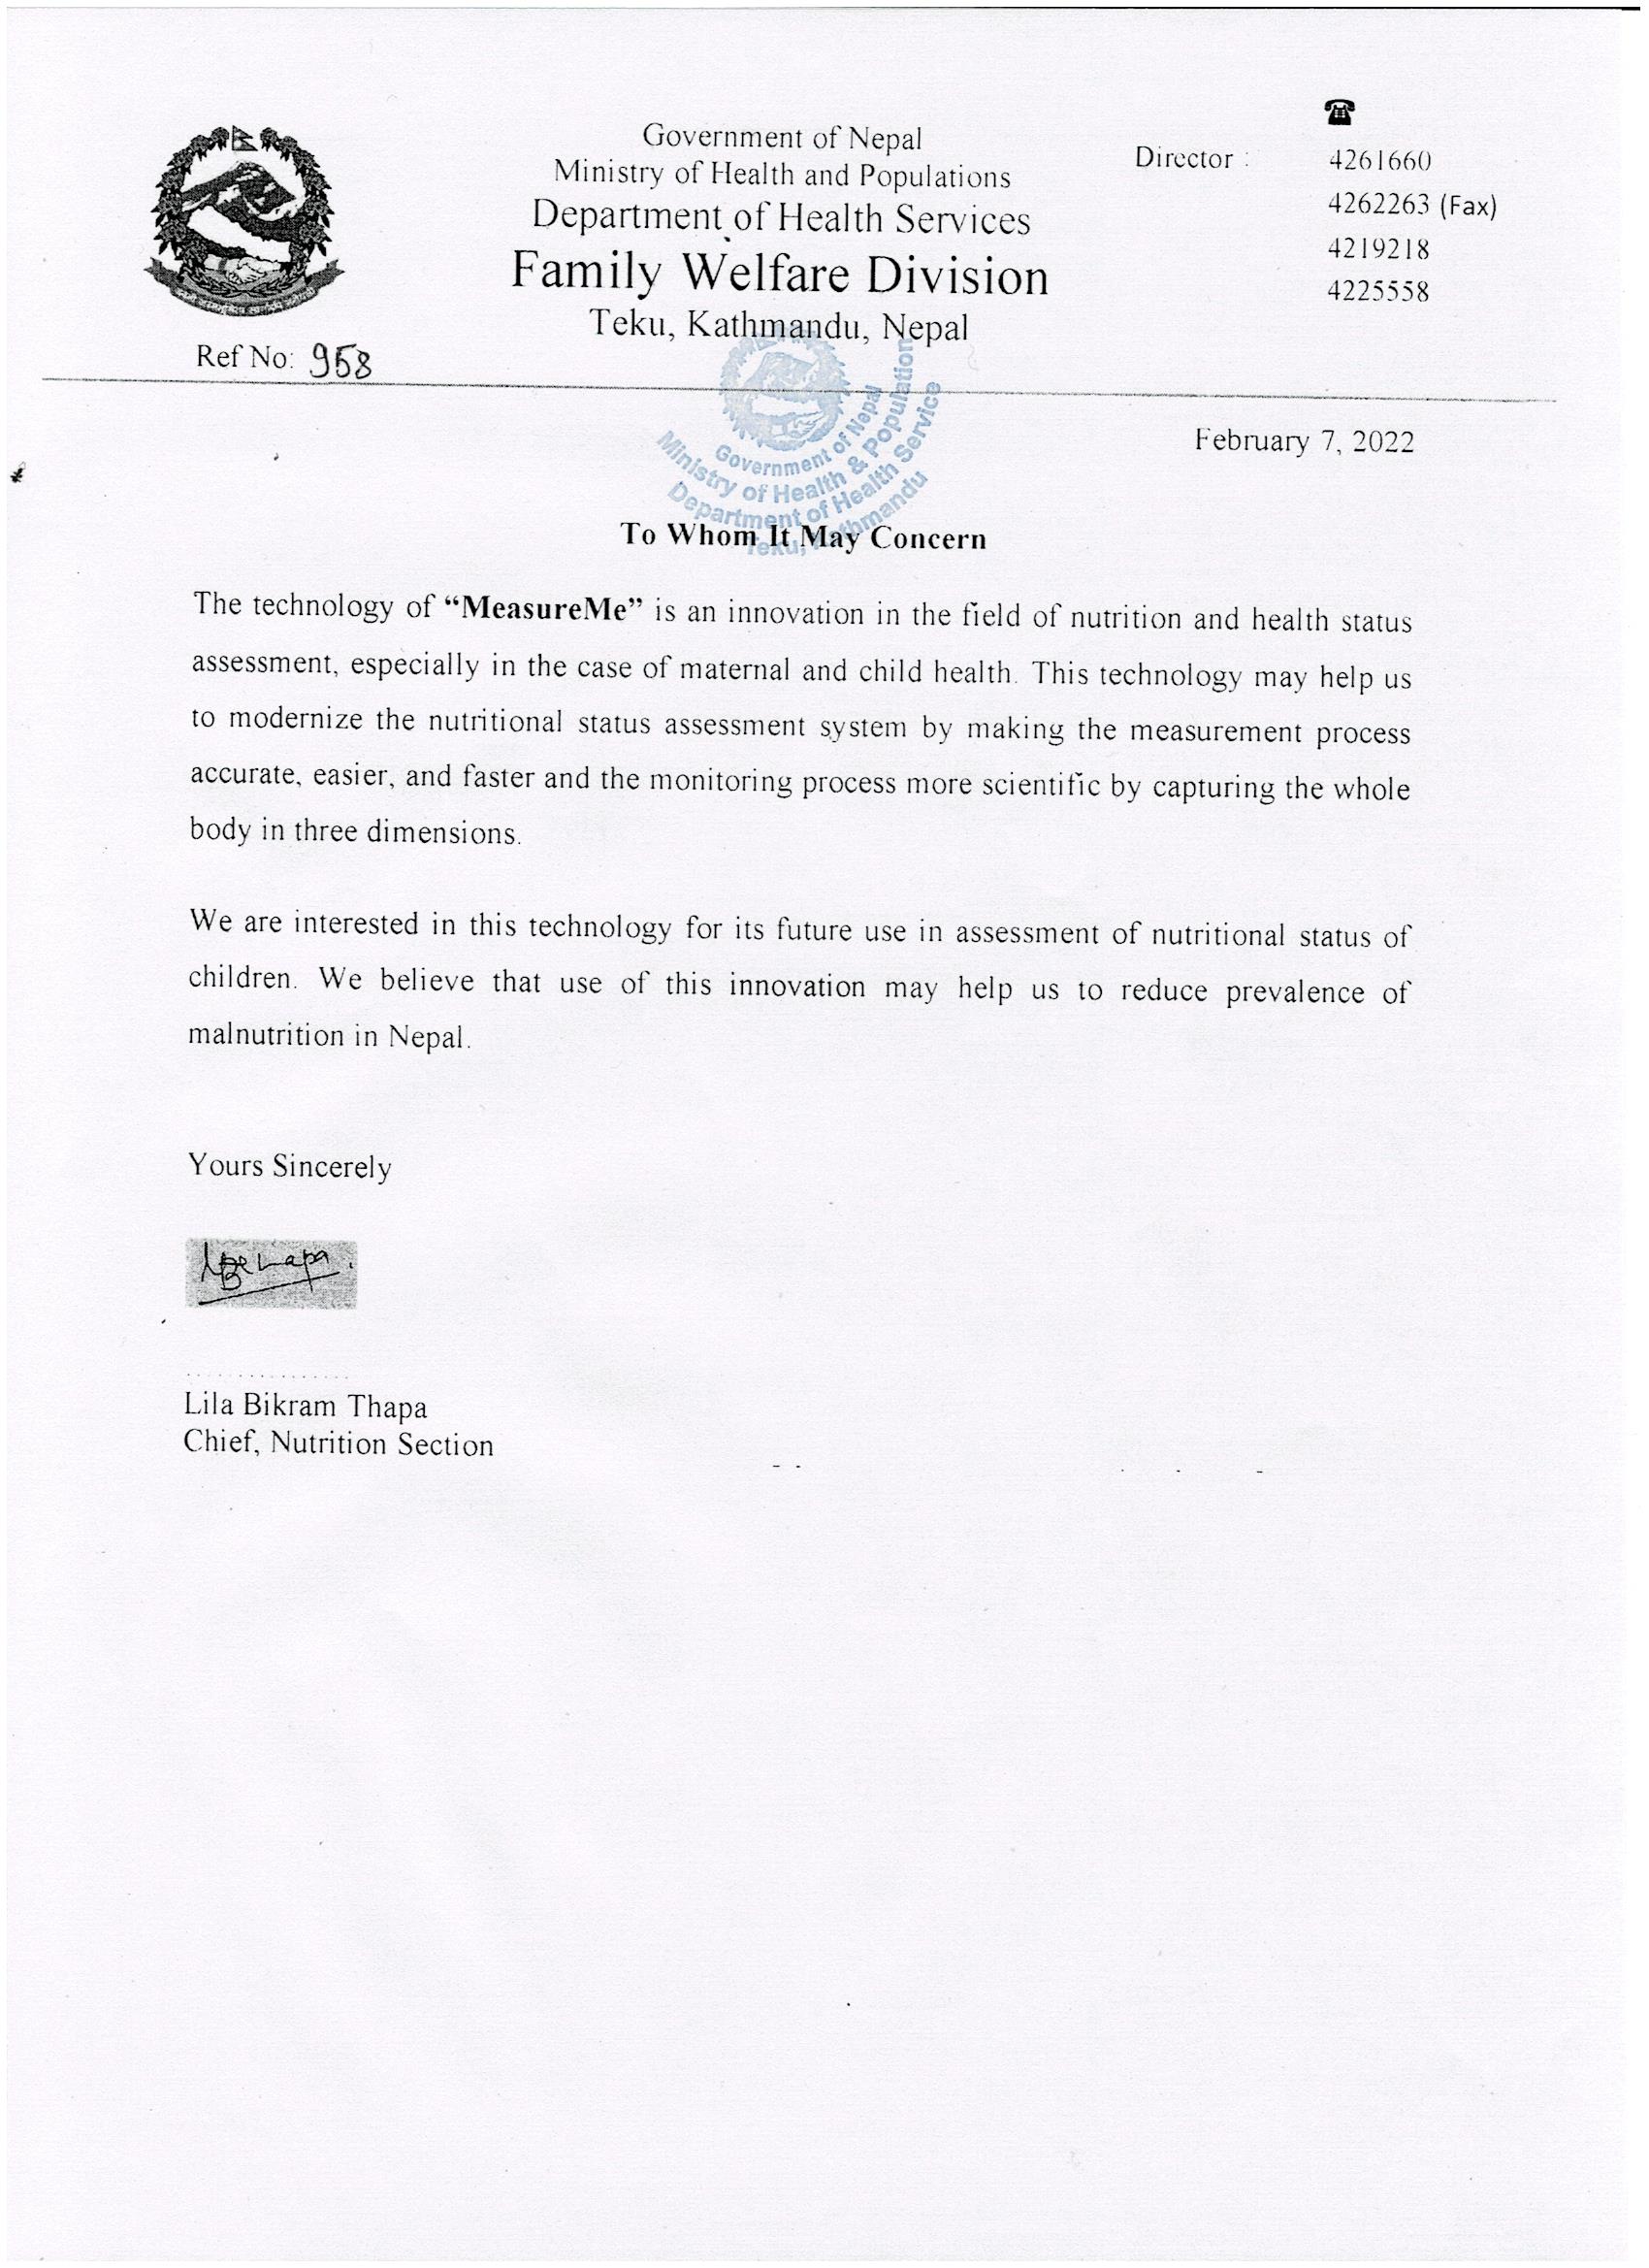 Government of Nepal
Ministry of Health and Populations
Department of Health Services
Family Welfare Division
Teku, Kathmandu, Nepal
Director :
4261660
4262263 (Fax)
4219218
4225558
Ref No: 958
Government of Nepal
Ministry of Health & Population
Department of Health Service
Teku, Kathmandu
February 7, 2022
To Whom It May Concern
The technology of “MeasureMe” is an innovation in the field of nutrition and health status
assessment, especially in the case of maternal and child health. This technology may help us
to modernize the nutritional status assessment system by making the measurement process
accurate, easier, and faster and the monitoring process more scientific by capturing the whole
body in three dimensions.
We are interested in this technology for its future use in assessment of nutritional status of
children. We believe that use of this innovation may help us to reduce prevalence of
malnutrition in Nepal.
Yours Sincerely
Lila Bikram Thapa
Chief, Nutrition Section